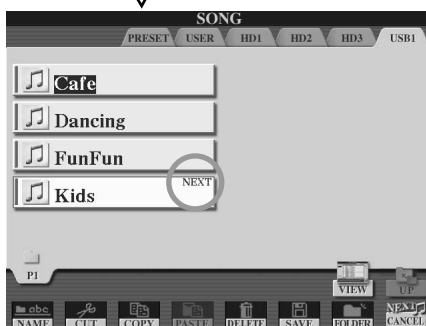 SONG
PRESET USER HD1 HD2 HD3 USB1
Cafe
Dancing
FunFun
NEXT
Kids
P1
VIEW UP
abc NEXT
NAME CUT COPY PASTE DELETE SAVE FOLDER CANCEL